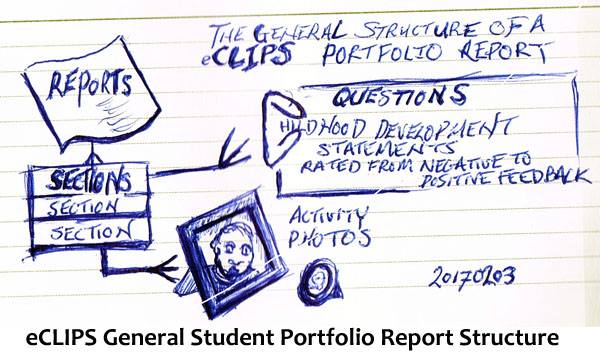 THE GENERAL STRUCTURE OF A
eCLIPS PORTFOLIO REPORT
REPORTS
QUESTIONS
HILDHOOD DEVELOPMENT
STATEMENTS
RATED FROM NEGATIVE TO
POSITIVE FEEDBACK
SECTIONS
SECTION
SECTION
ACTIVITY
PHOTOS
20170203
eCLIPS General Student Portfolio Report Structure